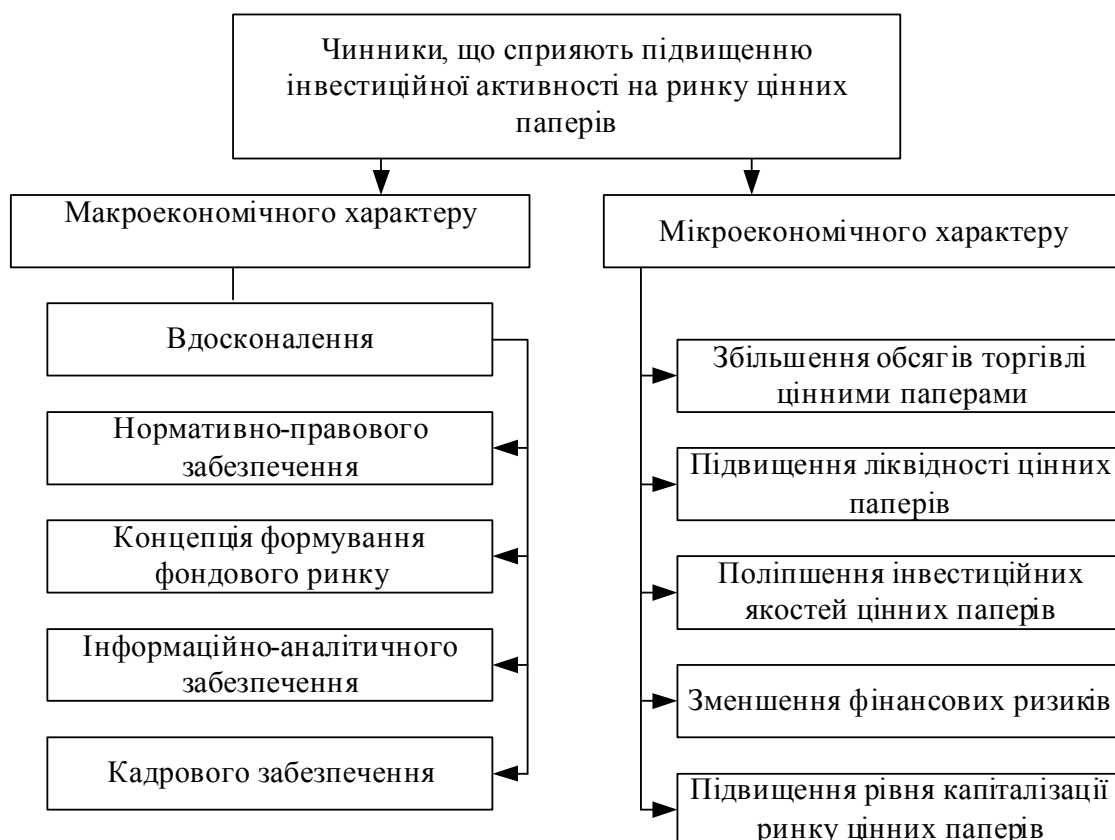 Чинники, що сприяють підвищенню
інвестиційної активності на ринку цінних
паперів
Макроекономічного характеру
Вдосконалення
Нормативно-правового
забезпечення
Концепція формування
фондового ринку
Інформаційно-аналітичного
забезпечення
Кадрового забезпечення
Мікроекономічного характеру
Збільшення обсягів торгівлі
цінними паперами
Підвищення ліквідності цінних
паперів
Поліпшення інвестиційних
якостей цінних паперів
Зменшення фінансових ризиків
Підвищення рівня капіталізації
ринку цінних паперів